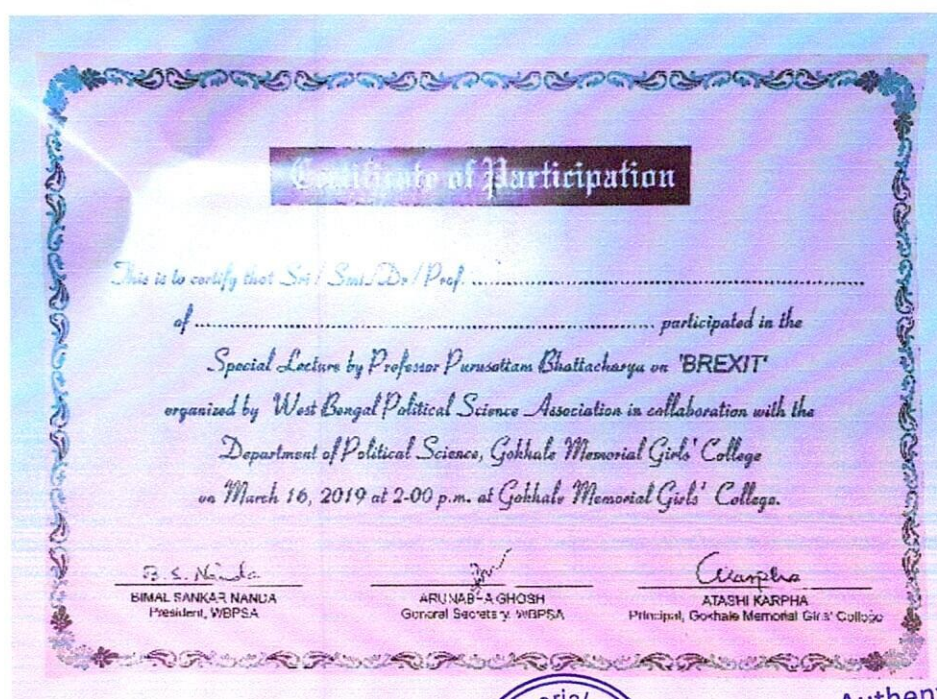 Certificate of Participation
This is to certify that Sri / Smt. / Dr / Prof. ....................
of .................... participated in the
Special Lecture by Professor Purusottam Bhattacharya on 'BREXIT'
organized by West Bengal Political Science Association in collaboration with the
Department of Political Science, Gokhale Memorial Girls' College
on March 16, 2019 at 2-00 p.m. at Gokhale Memorial Girls' College.
B. S. Nanda
BIMAL SANKAR NANDA
President, WBPSA
ARUNABHA GHOSH
General Secretary, WBPSA
ATASHI KARPHA
Principal, Gokhale Memorial Girls' College